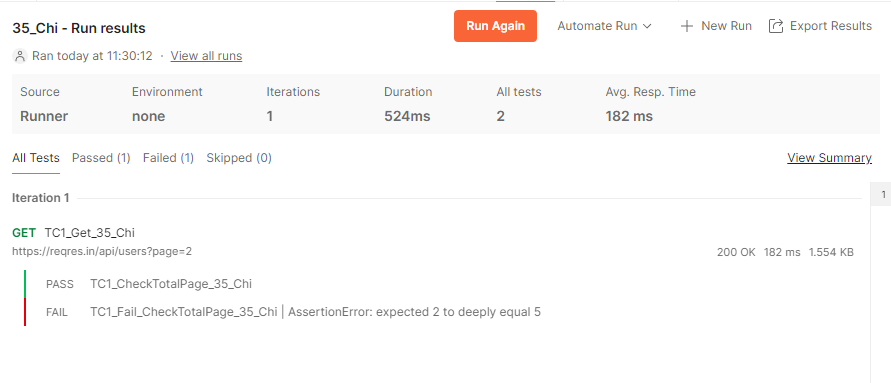 35_Chi - Run results
Run Again
Automate Run
New Run
Export Results
Ran today at 11:30:12 · View all runs
Source Environment Iterations Duration All tests Avg. Resp. Time
Runner none 1 524ms 2 182 ms
All Tests Passed (1) Failed (1) Skipped (0) View Summary
Iteration 1
1
GET TC1_Get_35_Chi
https://reqres.in/api/users?page=2 200 OK 182 ms 1.554 KB
PASS TC1_CheckTotalPage_35_Chi
FAIL TC1_Fail_CheckTotalPage_35_Chi | AssertionError: expected 2 to deeply equal 5